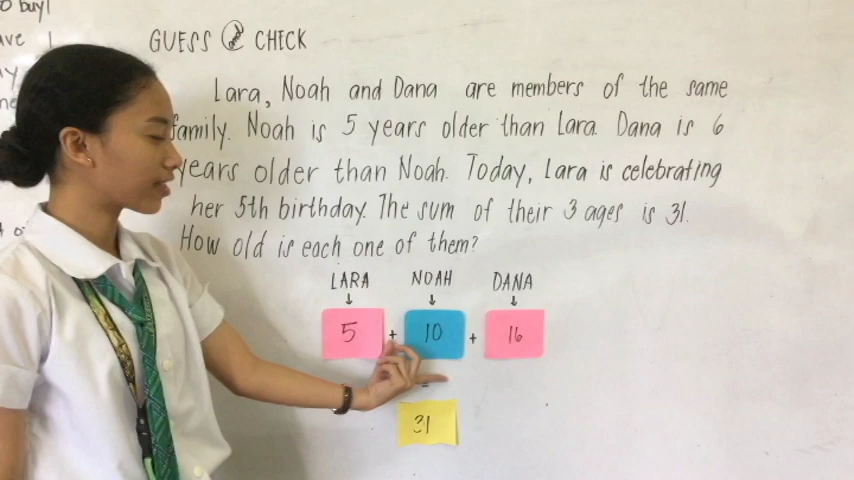 o buy!
GUESS & CHECK
Lara, Noah and Dana are members of the same
family. Noah is 5 years older than Lara. Dana is 6
years older than Noah. Today, Lara is celebrating
her 5th birthday. The sum of their 3 ages is 31.
How old is each one of them?
LARA NOAH DANA
↓ ↓ ↓
5 + 10 + 16
=
31